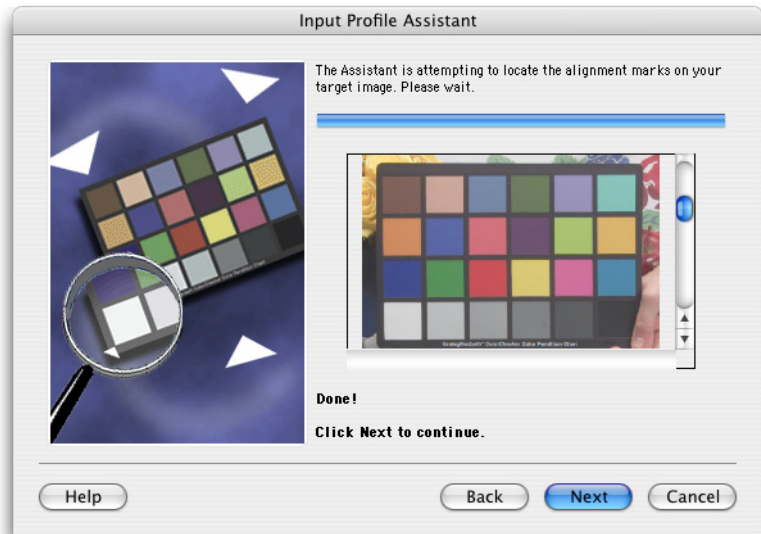 Input Profile Assistant
The Assistant is attempting to locate the alignment marks on your
target image. Please wait.
Done!
Click Next to continue.
Help
Back
Next
Cancel